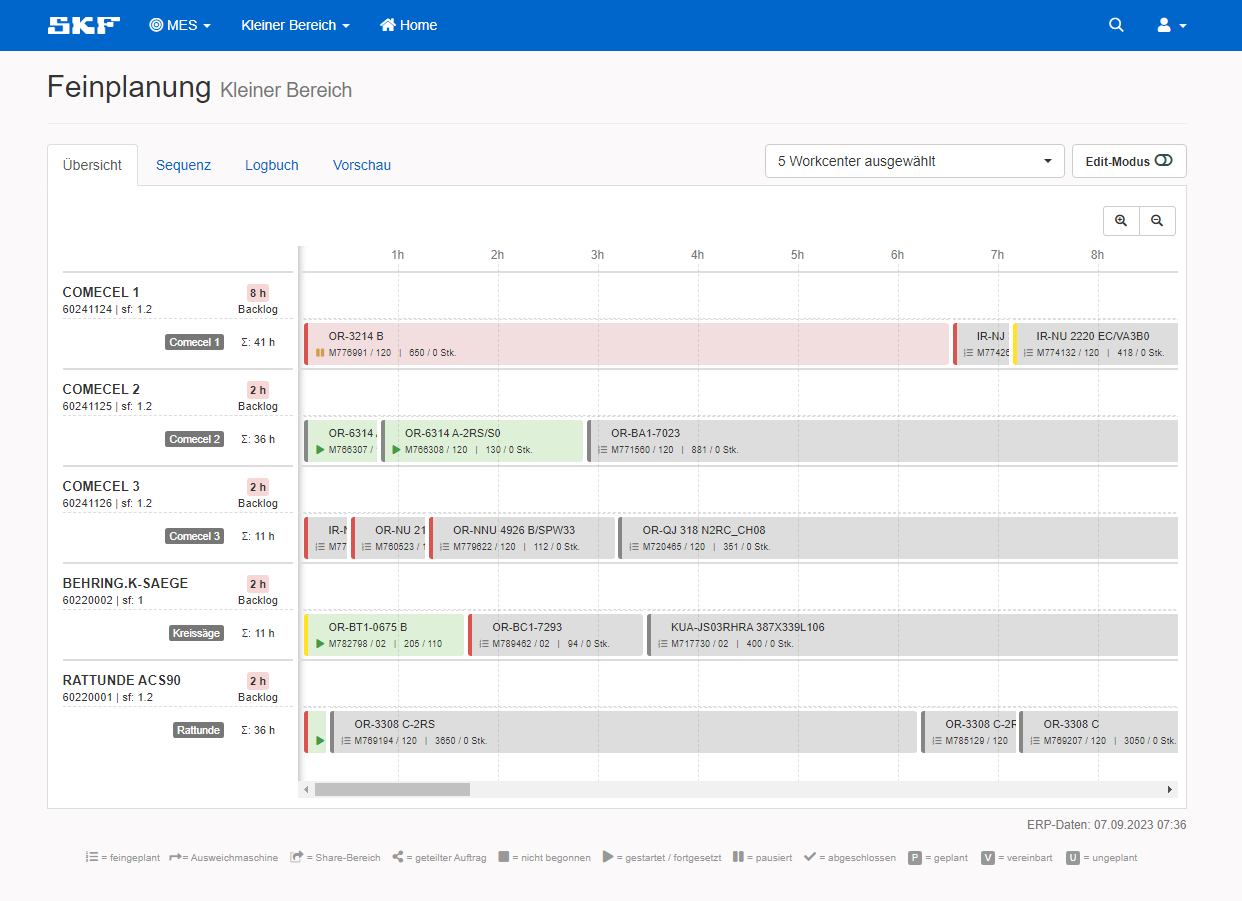 SKF MES Kleiner Bereich Home
Feinplanung Kleiner Bereich
Übersicht Sequenz Logbuch Vorschau 5 Workcenter ausgewählt Edit-Modus
1h 2h 3h 4h 5h 6h 7h 8h
COMECEL 1 8 h
60241124 | sf: 1.2 Backlog
Comecel 1 Σ: 41 h
OR-3214 B IR-NJ IR-NU 2220 EC/VA3B0
M776991 / 120 | 650 / 0 Stk. M77426 M774132 / 120 | 418 / 0 Stk.
COMECEL 2 2 h
60241125 | sf: 1.2 Backlog
Comecel 2 Σ: 36 h
OR-6314 OR-6314 A-2RS/S0 OR-BA1-7023
M766307 / M766308 / 120 | 130 / 0 Stk. M771560 / 120 | 881 / 0 Stk.
COMECEL 3 2 h
60241126 | sf: 1.2 Backlog
Comecel 3 Σ: 11 h
IR-N OR-NU 21 OR-NNU 4926 B/SPW33 OR-QJ 318 N2RC_CH08
M77 M760523 / 1 M779622 / 120 | 112 / 0 Stk. M720465 / 120 | 351 / 0 Stk.
BEHRING.K-SAEGE 2 h
60220002 | sf: 1 Backlog
Kreissäge Σ: 11 h
OR-BT1-0675 B OR-BC1-7293 KUA-JS03RHRA 387X339L106
M782798 / 02 | 205 / 110 M789462 / 02 | 94 / 0 Stk. M717730 / 02 | 400 / 0 Stk.
RATTUNDE ACS90 2 h
60220001 | sf: 1.2 Backlog
Rattunde Σ: 36 h
OR-3308 C-2RS OR-3308 C-2R OR-3308 C
M769194 / 120 | 3650 / 0 Stk. M785129 / 120 M769207 / 120 | 3050 / 0 Stk.
ERP-Daten: 07.09.2023 07:36
= feingeplant = Ausweichmaschine = Share-Bereich = geteilter Auftrag = nicht begonnen = gestartet / fortgesetzt = pausiert = abgeschlossen P = geplant V = vereinbart U = ungeplant